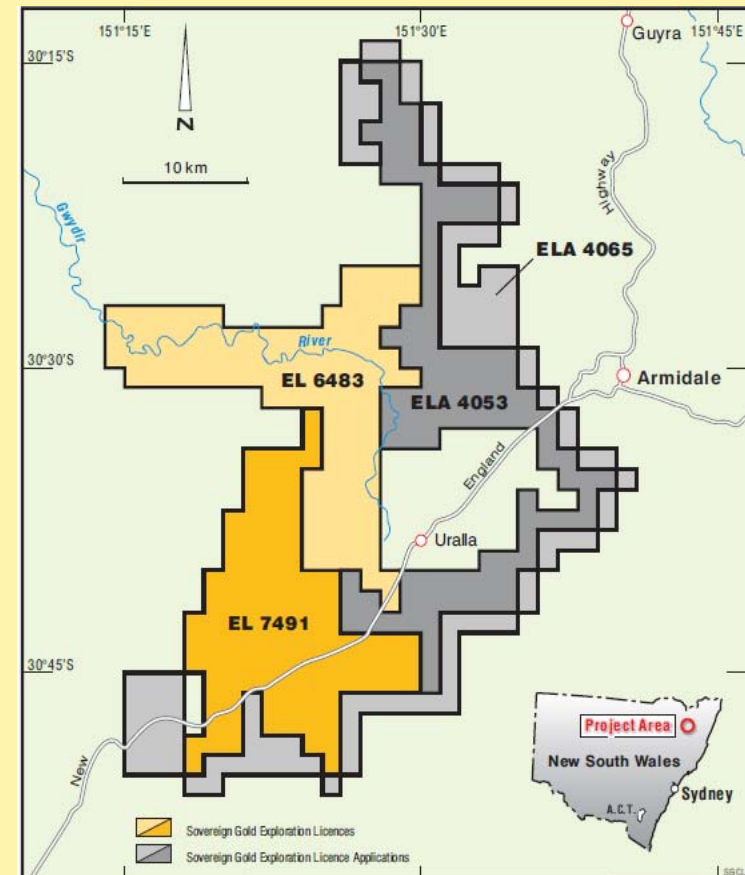 151°15'E
151°30'E
151°45'E
Guyra
30°15'S
N
10 km
Highway
Gwydir
ELA 4065
River
30°30'S
EL 6483
ELA 4053
Armidale
England
Uralla
EL 7491
30°45'S
New
Project Area
New South Wales
Sydney
A.C.T.
Sovereign Gold Exploration Licences
Sovereign Gold Exploration Licence Applications